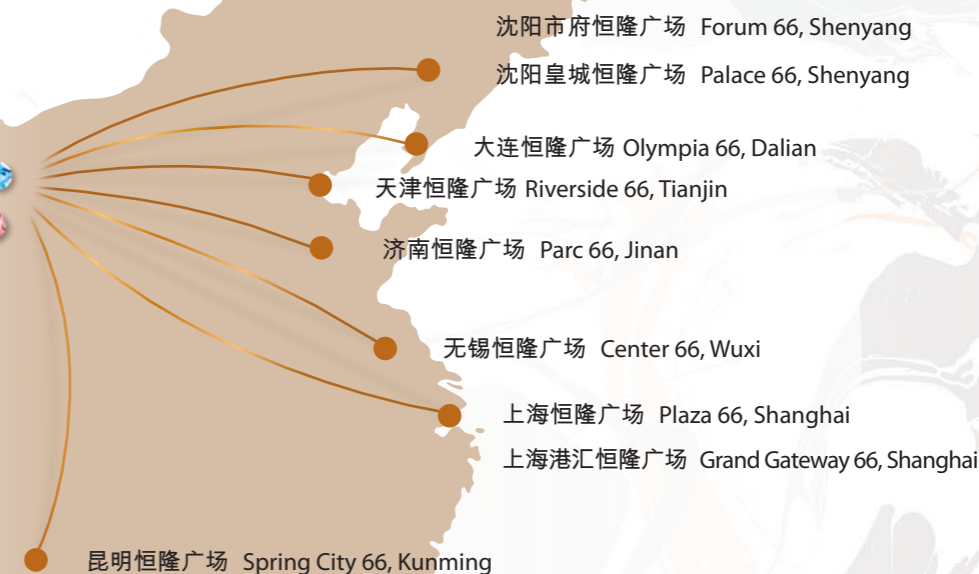 沈阳市府恒隆广场 Forum 66, Shenyang
沈阳皇城恒隆广场 Palace 66, Shenyang
大连恒隆广场 Olympia 66, Dalian
天津恒隆广场 Riverside 66, Tianjin
济南恒隆广场 Parc 66, Jinan
无锡恒隆广场 Center 66, Wuxi
上海恒隆广场 Plaza 66, Shanghai
上海港汇恒隆广场 Grand Gateway 66, Shanghai
昆明恒隆广场 Spring City 66, Kunming